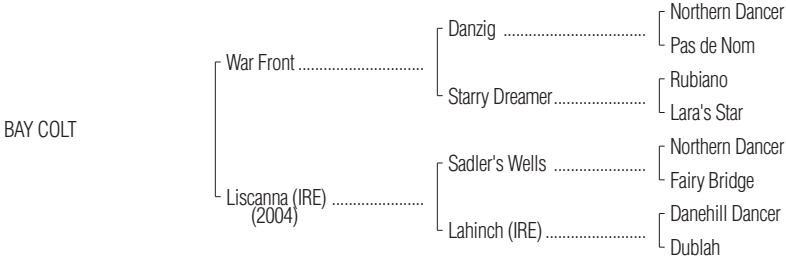 Northern Dancer
Danzig ..................................
Pas de Nom
War Front ..............................
Rubiano
Starry Dreamer......................
Lara's Star
BAY COLT
Northern Dancer
Sadler's Wells ......................
Fairy Bridge
Liscanna (IRE) ......................
(2004)
Danehill Dancer
Lahinch (IRE) ........................
Dublah